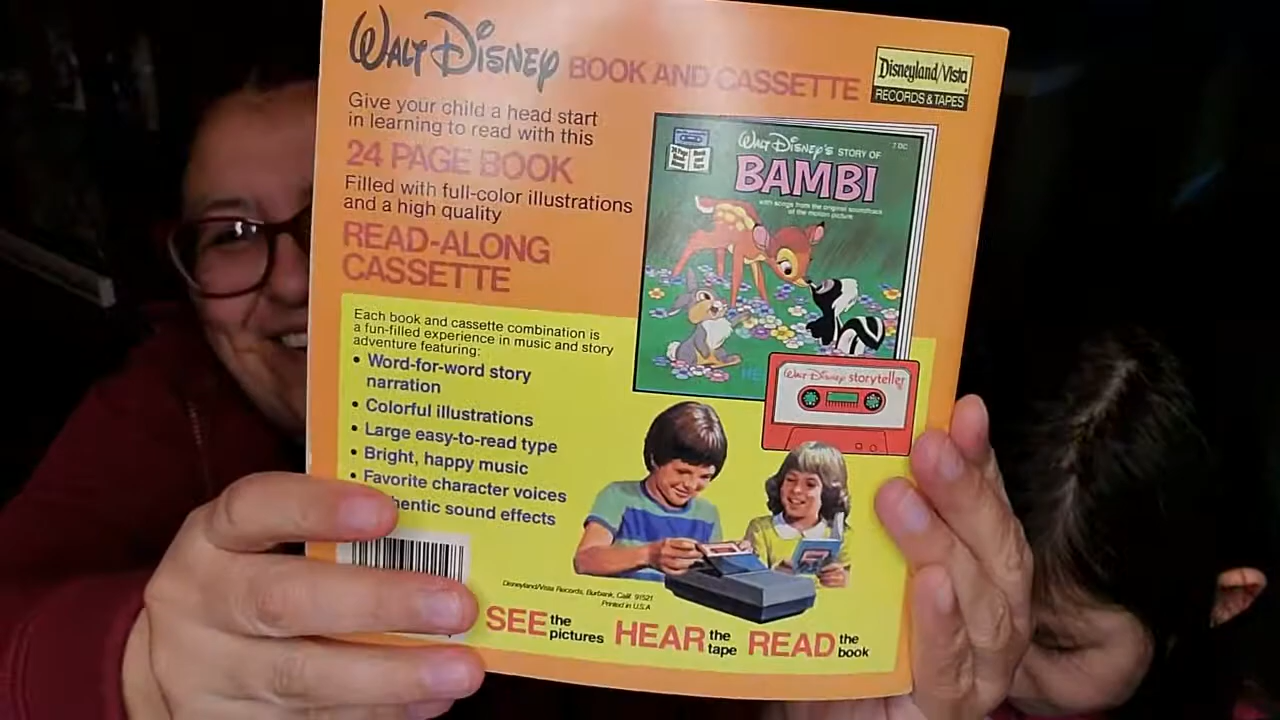 WALT DISNEY BOOK AND CASSETTE
Disneyland/Vista
RECORDS & TAPES
Give your child a head start
in learning to read with this
24 PAGE BOOK
Filled with full-color illustrations
and a high quality
READ-ALONG
CASSETTE
WALT DISNEY'S STORY OF
BAMBI
with songs from the original soundtrack
of the motion picture
Walt Disney storyteller
Each book and cassette combination is
a fun-filled experience in music and story
adventure featuring:
• Word-for-word story
narration
• Colorful illustrations
• Large easy-to-read type
• Bright, happy music
• Favorite character voices
hentic sound effects
Disneyland/Vista Records, Burbank, Calif. 91521
Printed in U.S.A
SEE the pictures HEAR the tape READ the book